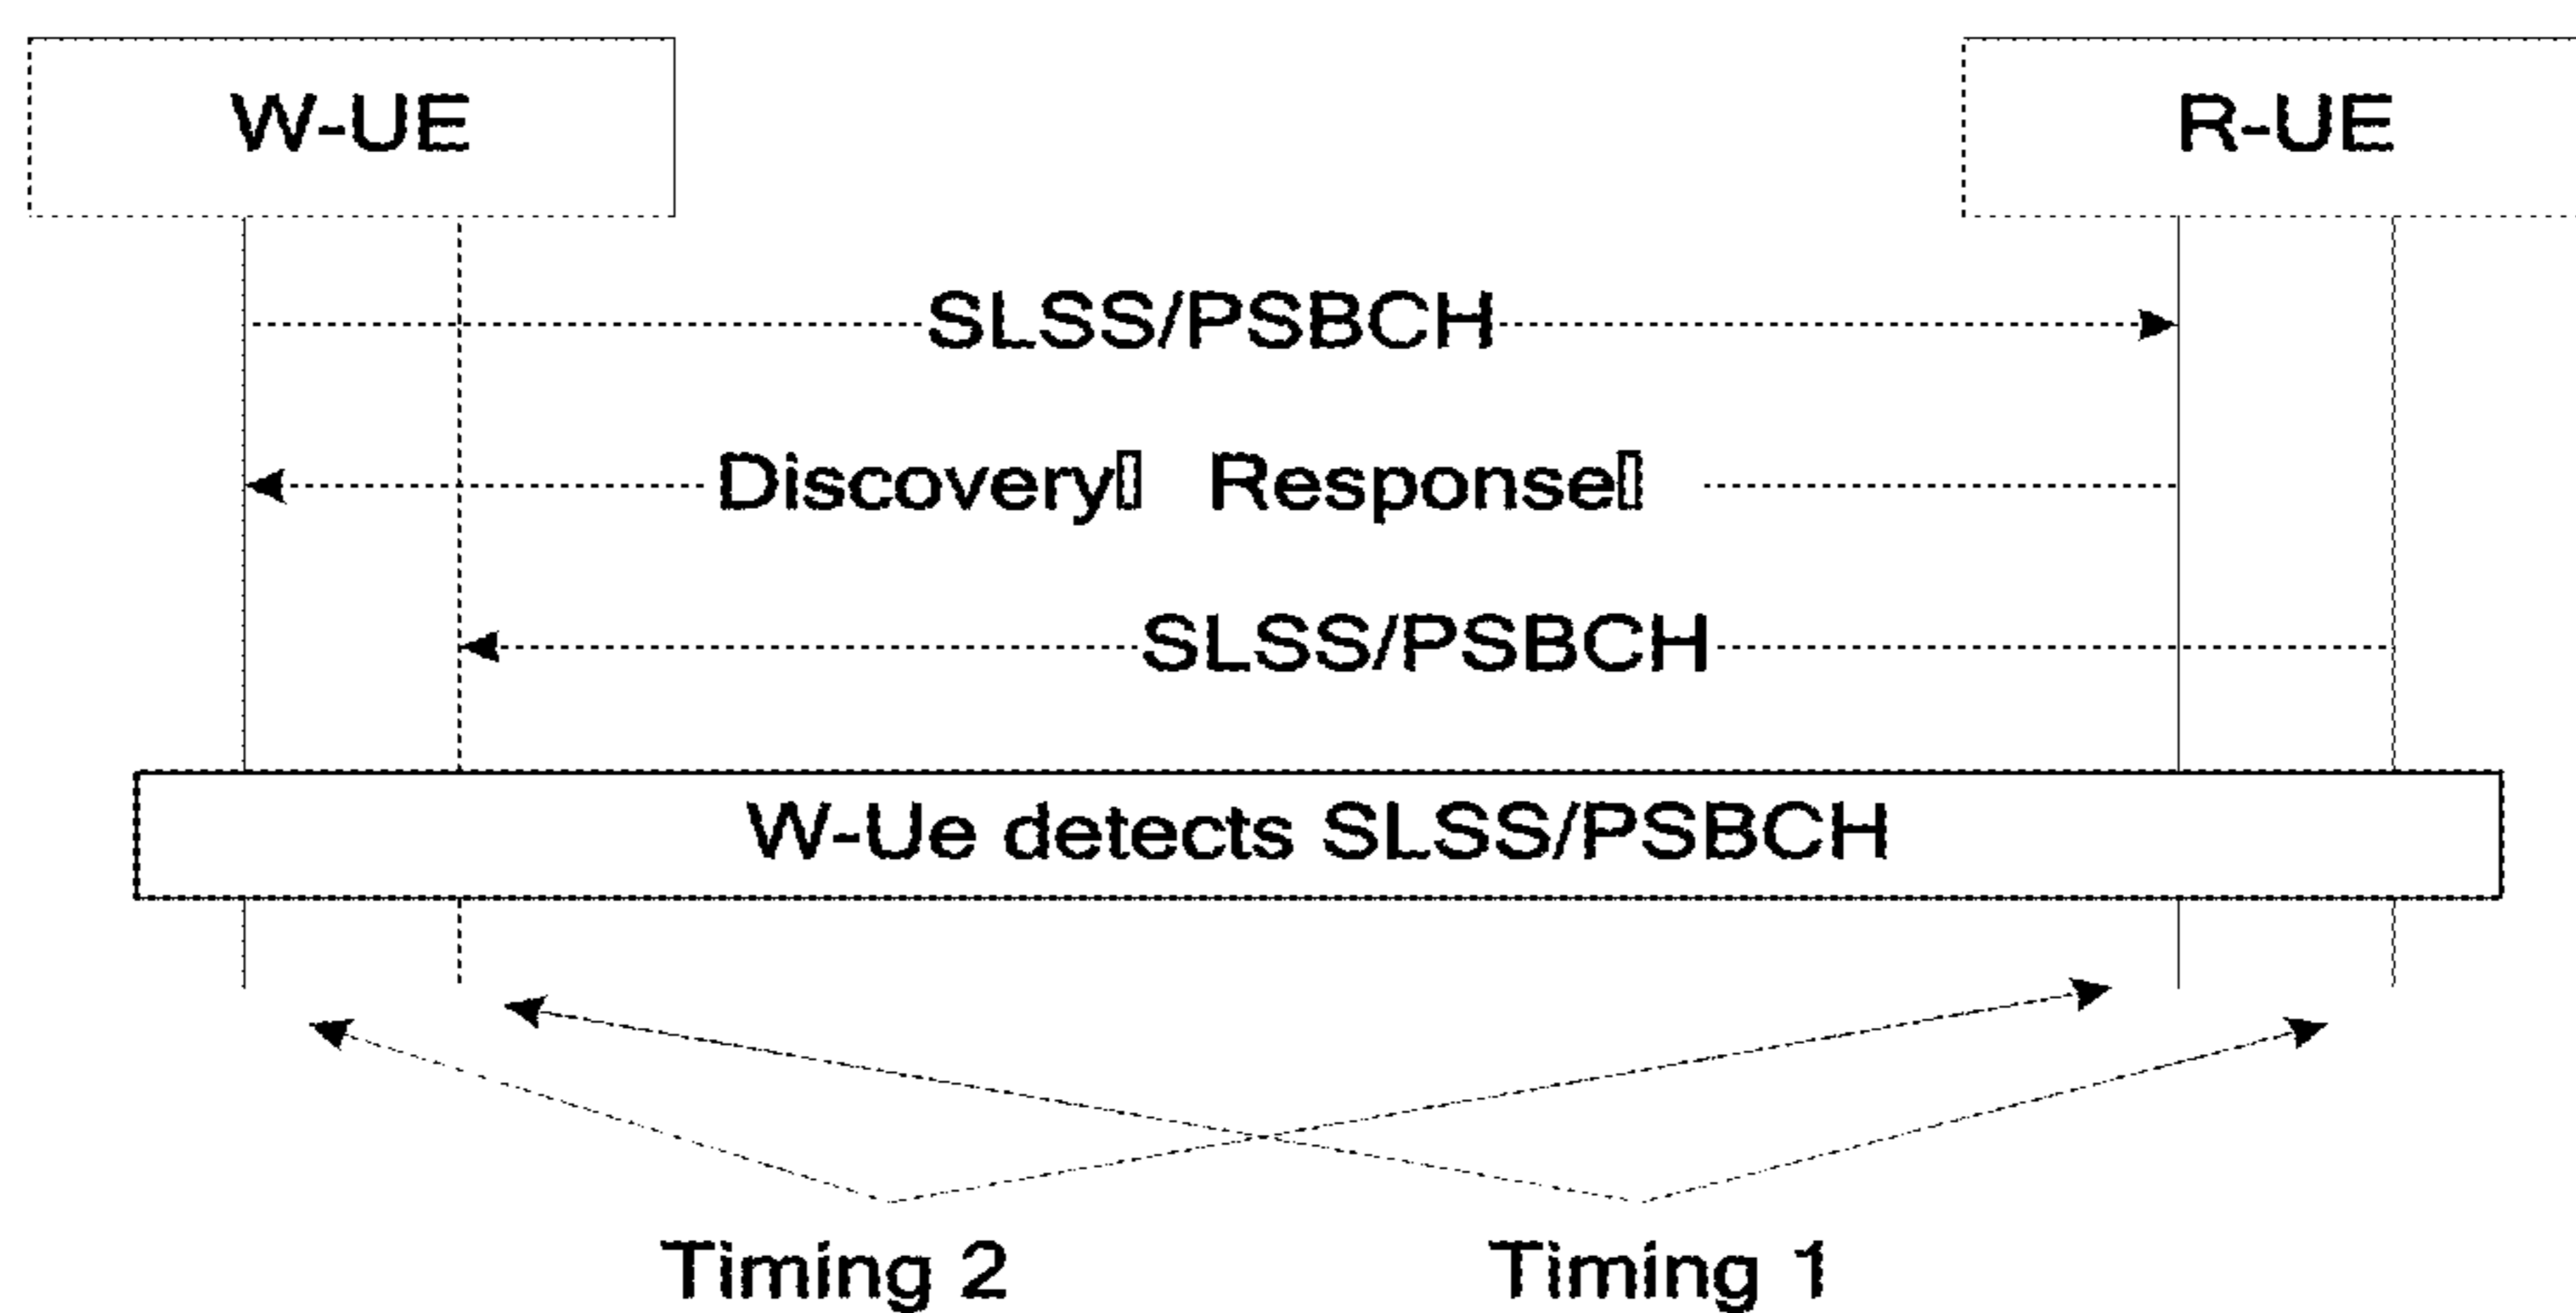 W-UE
R-UE
SLSS/PSBCH
Discovery▯ Response▯
SLSS/PSBCH
W-Ue detects SLSS/PSBCH
Timing 2
Timing 1